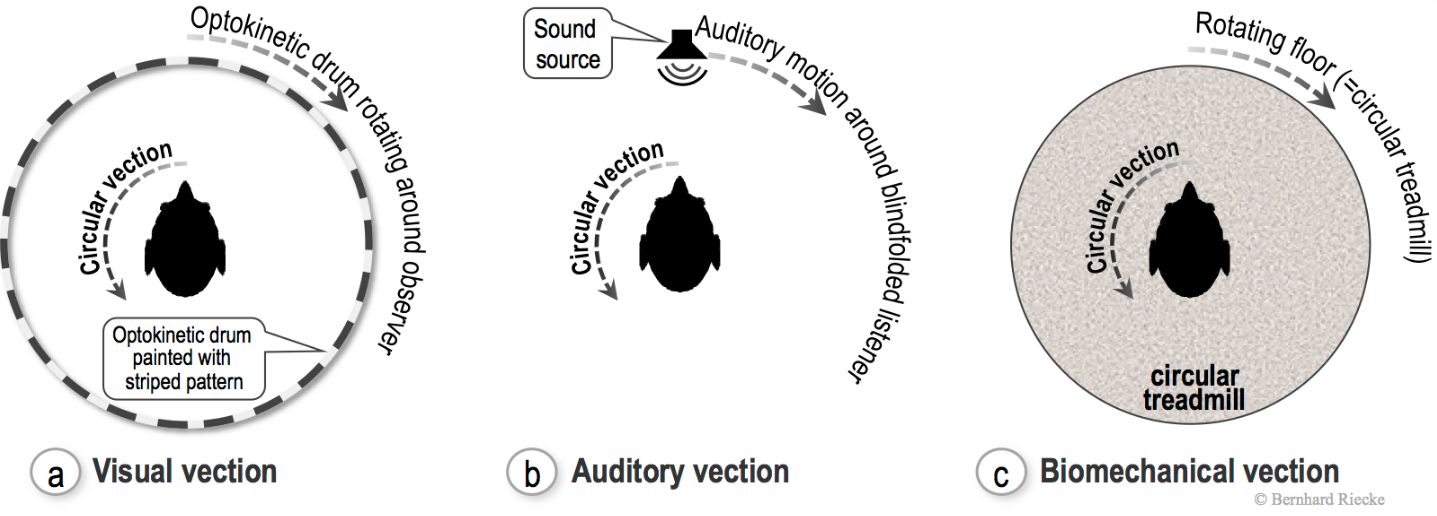 Optokinetic drum rotating around observer
Circular vection
Optokinetic drum
painted with
striped pattern
a Visual vection
Sound
source
Auditory motion around blindfolded listener
Circular vection
b Auditory vection
Rotating floor (=circular treadmill)
Circular vection
circular
treadmill
c Biomechanical vection
© Bernhard Riecke